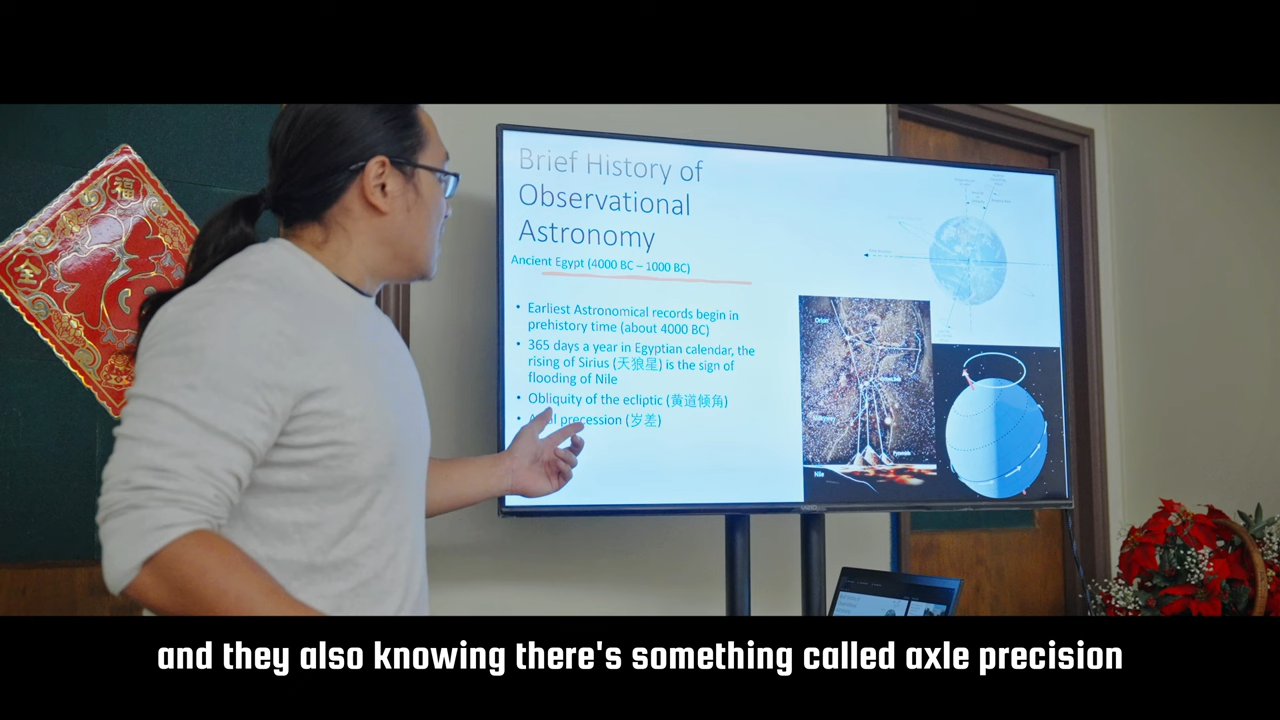 福
全
Brief History of
Observational
Astronomy
Ancient Egypt (4000 BC – 1000 BC)
• Earliest Astronomical records begin in
prehistory time (about 4000 BC)
• 365 days a year in Egyptian calendar, the
rising of Sirius (天狼星) is the sign of
flooding of Nile
• Obliquity of the ecliptic (黄道倾角)
• precession (岁差)
Orion
Pyramids
Nile
and they also knowing there's something called axle precision